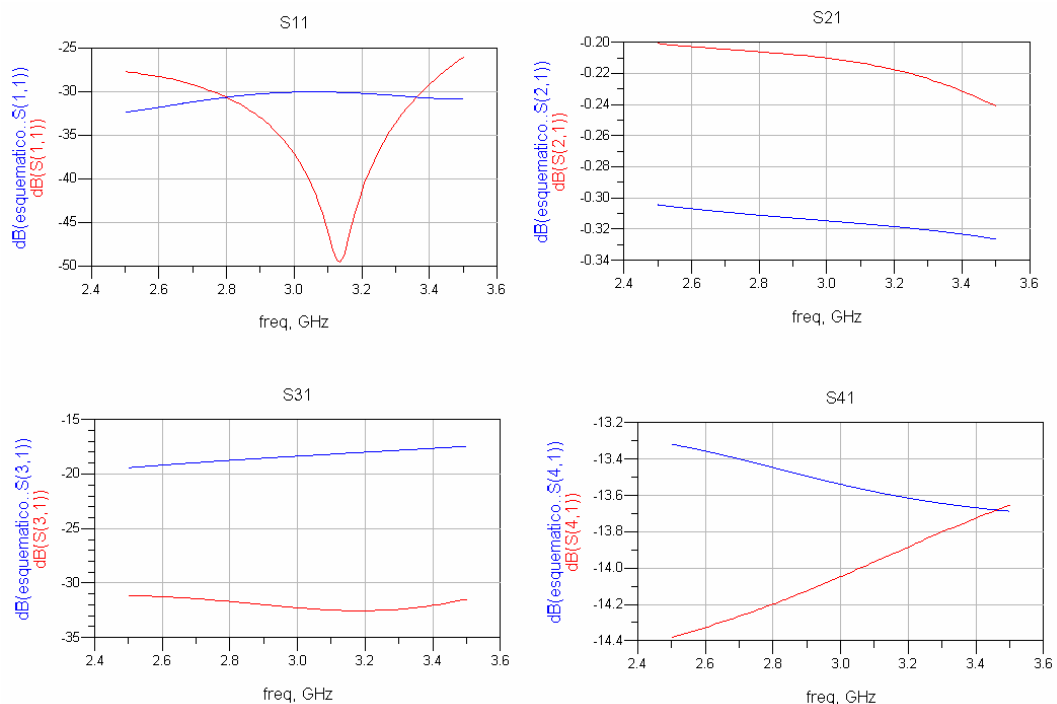 S11
dB(esquematico..S(1,1))
dB(S(1,1))
-25
-30
-35
-40
-45
-50
2.4 2.6 2.8 3.0 3.2 3.4 3.6
freq, GHz
S21
dB(esquematico..S(2,1))
dB(S(2,1))
-0.20
-0.22
-0.24
-0.26
-0.28
-0.30
-0.32
-0.34
2.4 2.6 2.8 3.0 3.2 3.4 3.6
freq, GHz
S31
dB(esquematico..S(3,1))
dB(S(3,1))
-15
-20
-25
-30
-35
2.4 2.6 2.8 3.0 3.2 3.4 3.6
freq, GHz
S41
dB(esquematico..S(4,1))
dB(S(4,1))
-13.2
-13.4
-13.6
-13.8
-14.0
-14.2
-14.4
2.4 2.6 2.8 3.0 3.2 3.4 3.6
freq, GHz